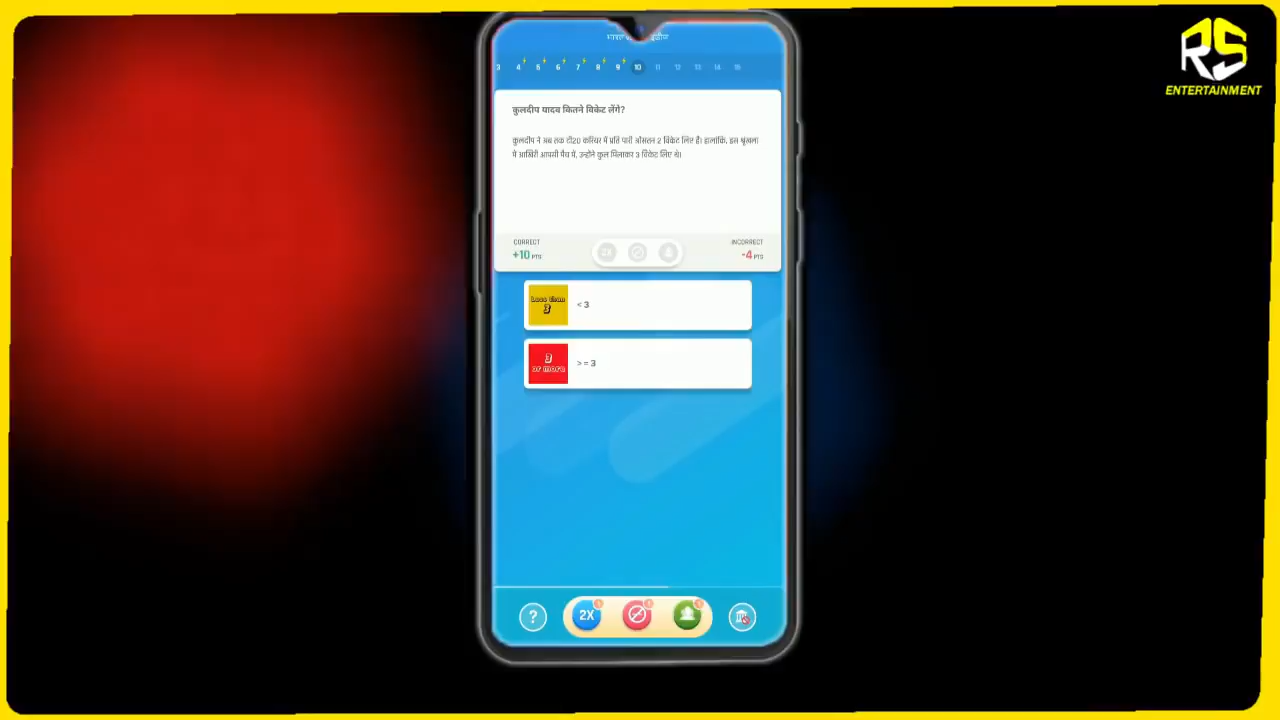 RS
ENTERTAINMENT
3 4 5 6 7 8 9 10 11 12 13 14 15
कुलदीप यादव कितने विकेट लेंगे?
कुलदीप ने अब तक टी20 करियर में प्रति पारी औसतन 2 विकेट लिए हैं। हालांकि, इस श्रृंखला
में आखिरी आपसी मैच में, उन्होंने कुल मिलाकर 3 विकेट लिए थे।
CORRECT
INCORRECT
+10 PTS
2X
-4 PTS
Less than
3
< 3
3
or more
> = 3
? 2X